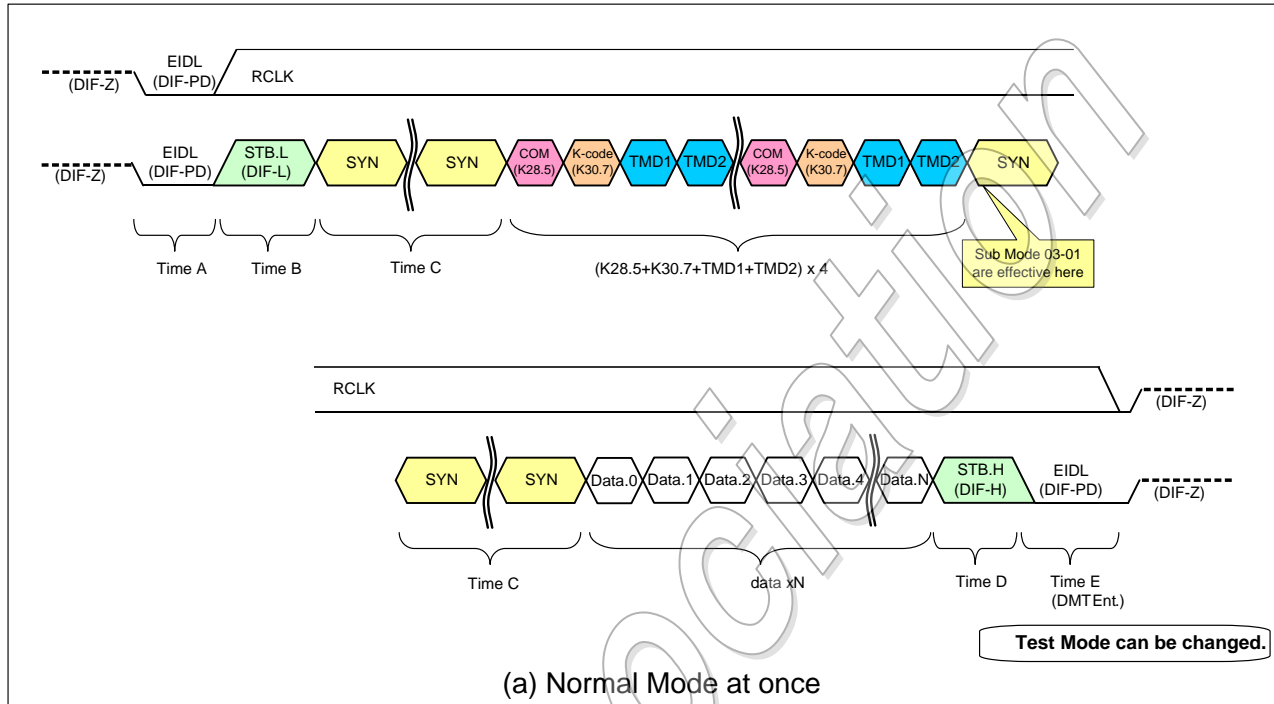 EIDL
(DIF-PD)
RCLK
(DIF-Z)
EIDL
(DIF-PD)
STB.L
(DIF-L)
SYN
SYN
COM
(K28.5)
K-code
(K30.7)
TMD1
TMD2
COM
(K28.5)
K-code
(K30.7)
TMD1
TMD2
SYN
(DIF-Z)
Time A
Time B
Time C
(K28.5+K30.7+TMD1+TMD2) x 4
Sub Mode 03-01
are effective here
RCLK
(DIF-Z)
SYN
SYN
Data.0
Data.1
Data.2
Data.3
Data.4
Data.N
STB.H
(DIF-H)
EIDL
(DIF-PD)
(DIF-Z)
Time C
data xN
Time D
Time E
(DMTEnt.)
Test Mode can be changed.
(a) Normal Mode at once
ociation